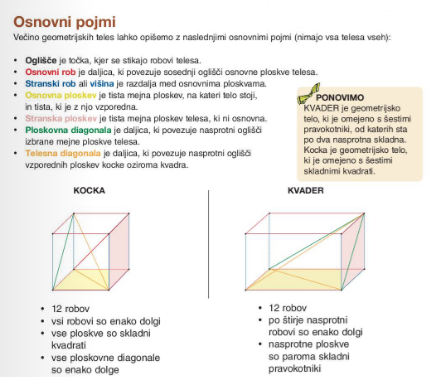 Osnovni pojmi
Večino geometrijskih teles lahko opišemo z naslednjimi osnovnimi pojmi (nimajo vsa telesa vseh):
• Oglišče je točka, kjer se stikajo robovi telesa.
• Osnovni rob je daljica, ki povezuje sosednji oglišči osnovne ploskve telesa.
• Stranski rob ali višina je razdalja med osnovnima ploskvama.
• Osnovna ploskev je tista mejna ploskev, na kateri telo stoji,
in tista, ki je z njo vzporedna.
• Stranska ploskev je tista mejna ploskev telesa, ki ni osnovna.
• Ploskovna diagonala je daljica, ki povezuje nasprotni oglišči
izbrane mejne ploskve telesa.
• Telesna diagonala je daljica, ki povezuje nasprotni oglišči
vzporednih ploskev kocke oziroma kvadra.
PONOVIMO
KVADER je geometrijsko
telo, ki je omejeno s šestimi
pravokotniki, od katerih sta
po dva nasprotna skladna.
Kocka je geometrijsko telo,
ki je omejeno s šestimi
skladnimi kvadrati.
KOCKA
• 12 robov
• vsi robovi so enako dolgi
• vse ploskve so skladni
kvadrati
• vse ploskovne diagonale
so enako dolge
KVADER
• 12 robov
• po štirje nasprotni
robovi so enako dolgi
• nasprotne ploskve
so paroma skladni
pravokotniki